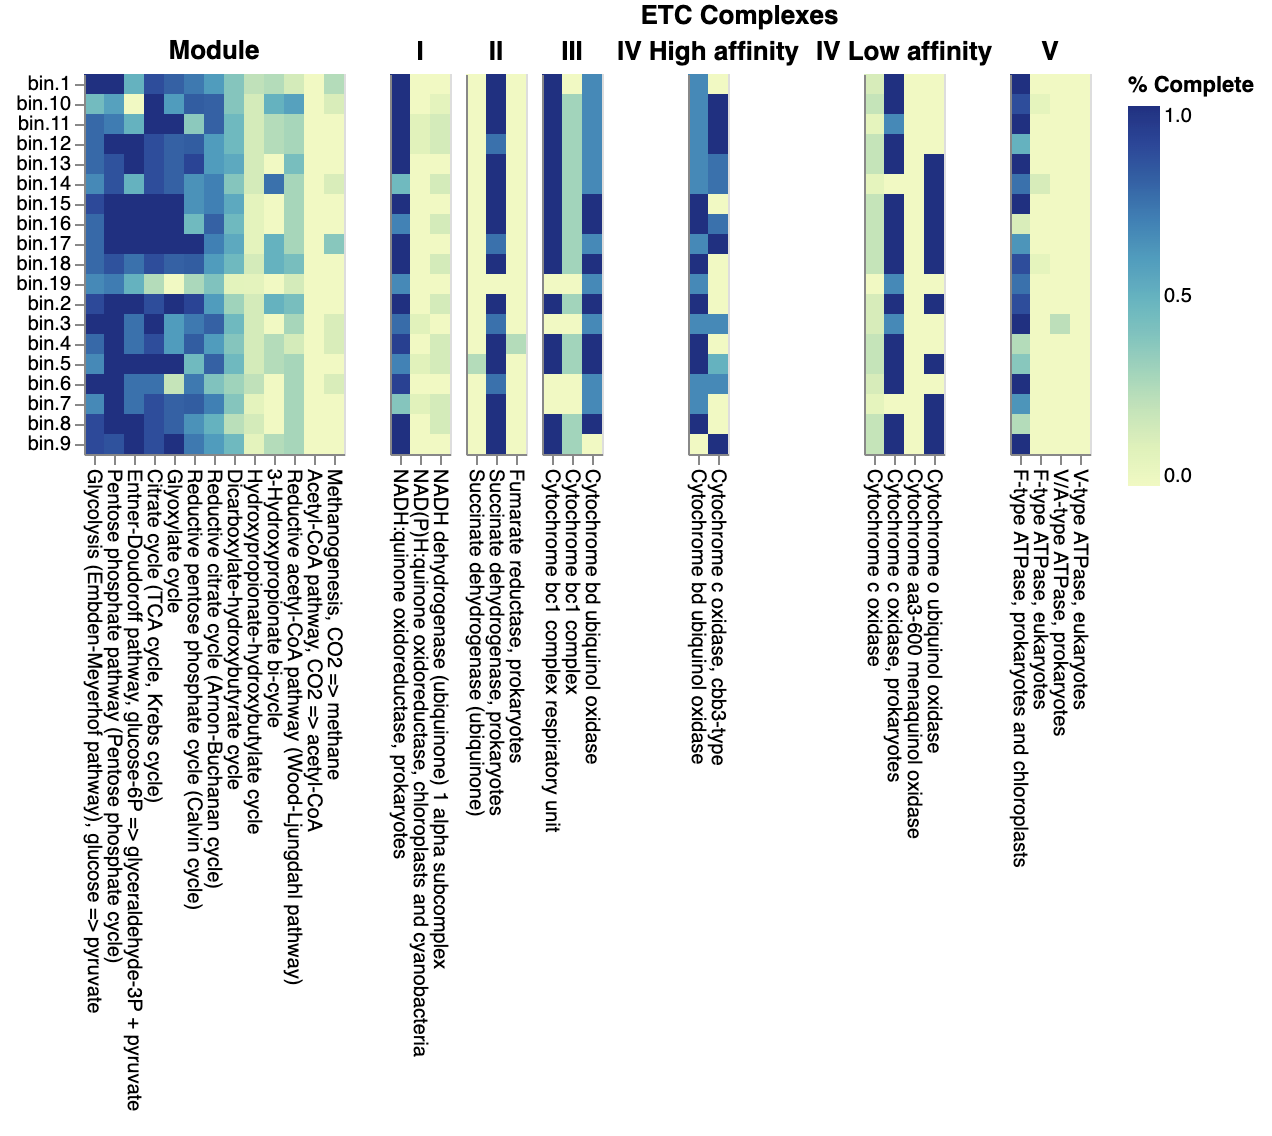 ETC Complexes
Module
I
II
III
IV High affinity
IV Low affinity
V
bin.1
bin.10
bin.11
bin.12
bin.13
bin.14
bin.15
bin.16
bin.17
bin.18
bin.19
bin.2
bin.3
bin.4
bin.5
bin.6
bin.7
bin.8
bin.9
% Complete
1.0
0.5
0.0
Glycolysis (Embden-Meyerhof pathway), glucose => pyruvate
Pentose phosphate pathway (Pentose phosphate cycle)
Entner-Doudoroff pathway, glucose-6P => glyceraldehyde-3P + pyruvate
Citrate cycle (TCA cycle, Krebs cycle)
Glyoxylate cycle
Reductive pentose phosphate cycle (Calvin cycle)
Reductive citrate cycle (Arnon-Buchanan cycle)
Dicarboxylate-hydroxybutyrate cycle
Hydroxypropionate-hydroxybutylate cycle
3-Hydroxypropionate bi-cycle
Reductive acetyl-CoA pathway (Wood-Ljungdahl pathway)
Acetyl-CoA pathway, CO2 => acetyl-CoA
Methanogenesis, CO2 => methane
NADH:quinone oxidoreductase, prokaryotes
NAD(P)H:quinone oxidoreductase, chloroplasts and cyanobacteria
NADH dehydrogenase (ubiquinone) 1 alpha subcomplex
Succinate dehydrogenase (ubiquinone)
Succinate dehydrogenase, prokaryotes
Fumarate reductase, prokaryotes
Cytochrome bc1 complex respiratory unit
Cytochrome bc1 complex
Cytochrome bd ubiquinol oxidase
Cytochrome bd ubiquinol oxidase
Cytochrome c oxidase, cbb3-type
Cytochrome c oxidase
Cytochrome c oxidase, prokaryotes
Cytochrome aa3-600 menaquinol oxidase
Cytochrome o ubiquinol oxidase
F-type ATPase, prokaryotes and chloroplasts
F-type ATPase, eukaryotes
V/A-type ATPase, prokaryotes
V-type ATPase, eukaryotes